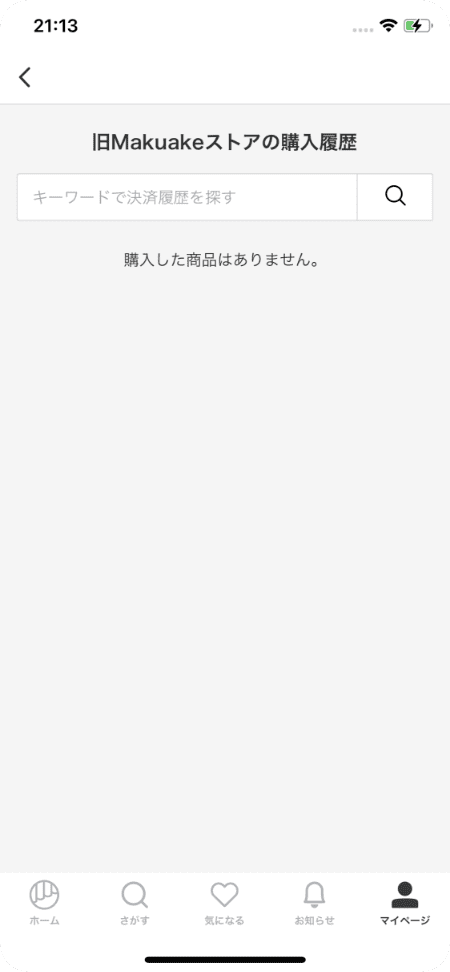 21:13
旧Makuakeストアの購入履歴
キーワードで決済履歴を探す
購入した商品はありません。
ホーム
さがす
気になる
お知らせ
マイページ